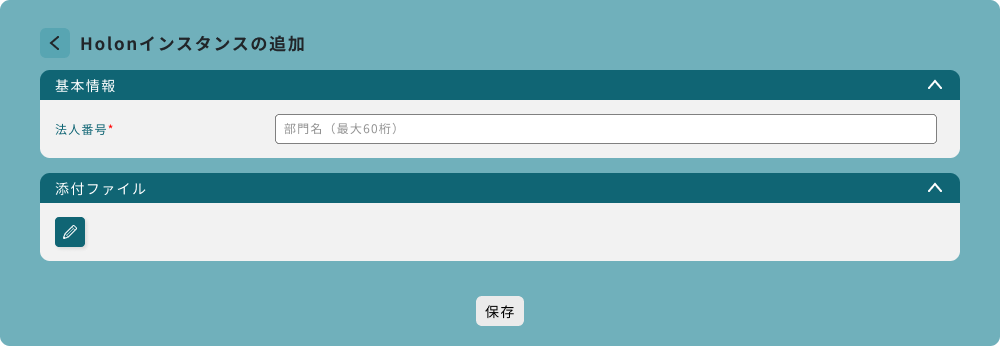 Holonインスタンスの追加
基本情報
法人番号*
部門名（最大60桁）
添付ファイル
保存